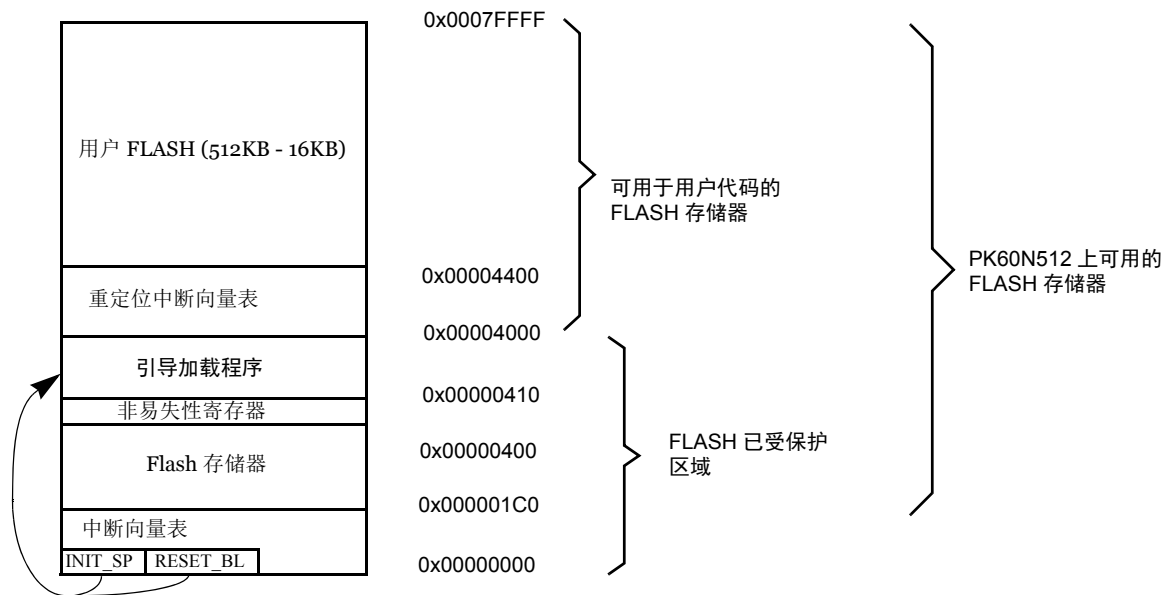 0x0007FFFF
用户 FLASH (512KB - 16KB)
可用于用户代码的
FLASH 存储器
PK60N512 上可用的
FLASH 存储器
0x00004400
重定位中断向量表
0x00004000
引导加载程序
0x00000410
非易失性寄存器
FLASH 已受保护
区域
0x00000400
Flash 存储器
0x000001C0
中断向量表
INIT_SP RESET_BL
0x00000000